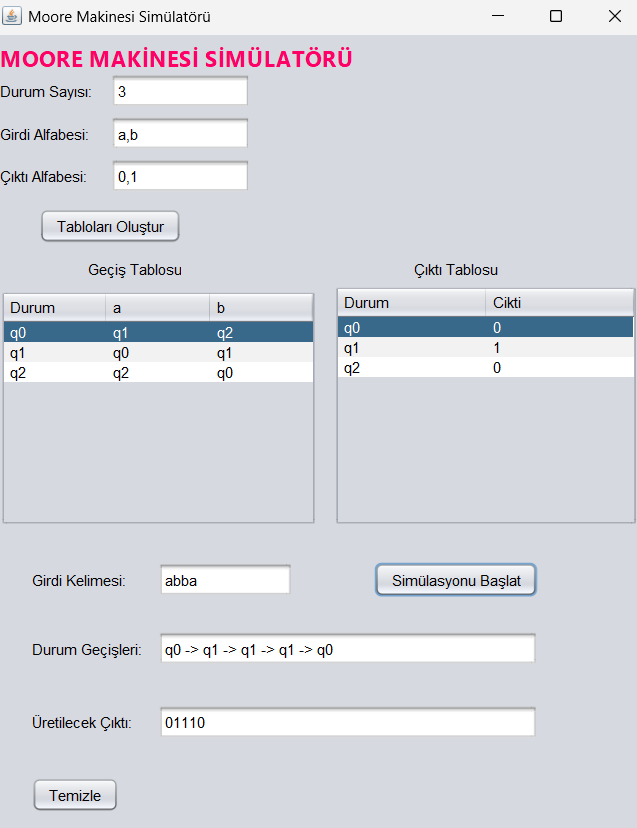 Moore Makinesi Simülatörü
MOORE MAKİNESİ SİMÜLATÖRÜ
Durum Sayısı: 3
Girdi Alfabesi: a,b
Çıktı Alfabesi: 0,1
Tabloları Oluştur
Geçiş Tablosu
Durum a b
q0 q1 q2
q1 q0 q1
q2 q2 q0
Çıktı Tablosu
Durum Cikti
q0 0
q1 1
q2 0
Girdi Kelimesi: abba
Simülasyonu Başlat
Durum Geçişleri: q0 -> q1 -> q1 -> q1 -> q0
Üretilecek Çıktı: 01110
Temizle